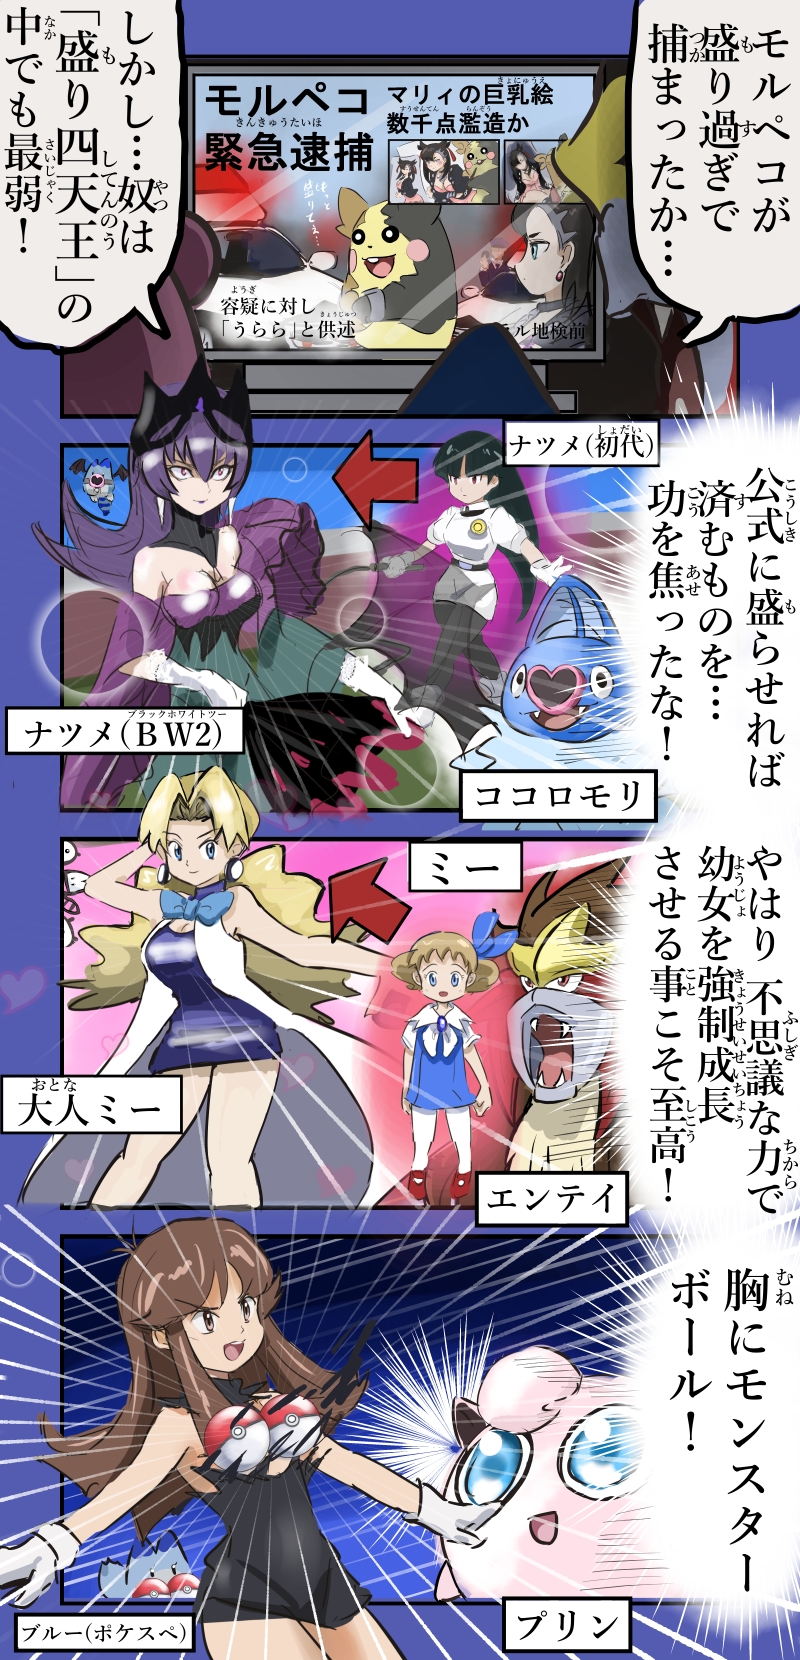 モルペコが
盛り過ぎで
捕まったか…
しかし…奴は
「盛り四天王」の
中でも最弱！
モルペコ
緊急逮捕
マリィの巨乳絵
数千点濫造か
もっと
盛りてぇ…
容疑に対し
「うらら」と供述
ル地検前
公式に盛らせれば
済むものを…
功を焦ったな！
ナツメ(初代)
ナツメ(BW2)
ココロモリ
やはり不思議な力で
幼女を強制成長
させる事こそ至高！
ミー
大人ミー
エンテイ
胸にモンスター
ボール！
ブルー(ポケスペ)
プリン